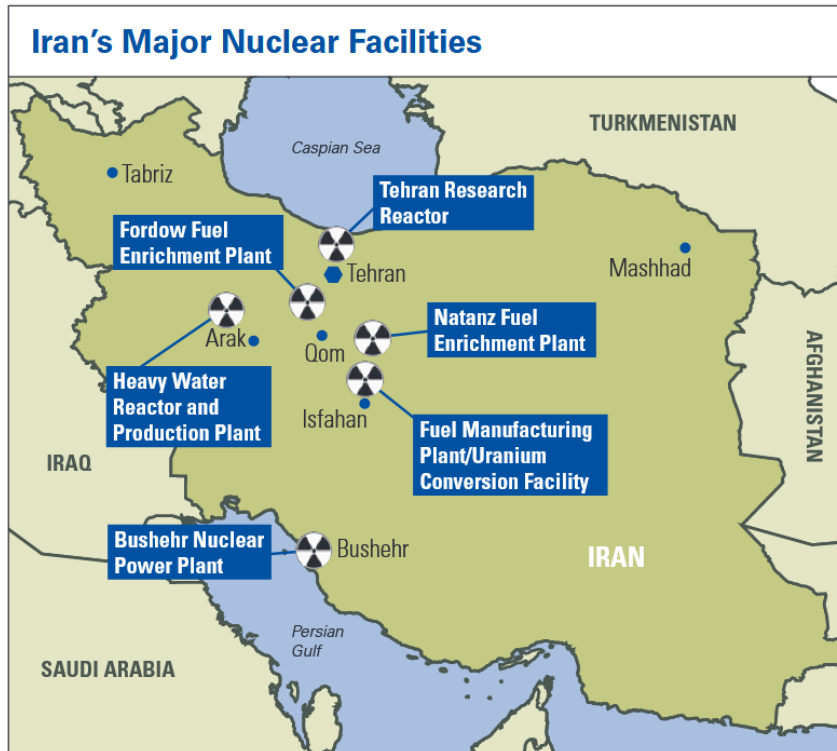 Iran's Major Nuclear Facilities
TURKMENISTAN
Caspian Sea
Tabriz
Tehran Research
Reactor
Fordow Fuel
Enrichment Plant
Tehran
Mashhad
Natanz Fuel
Enrichment Plant
Arak
Qom
AFGHANISTAN
Heavy Water
Reactor and
Production Plant
Isfahan
Fuel Manufacturing
Plant/Uranium
Conversion Facility
IRAQ
Bushehr Nuclear
Power Plant
Bushehr
IRAN
Persian
Gulf
SAUDI ARABIA